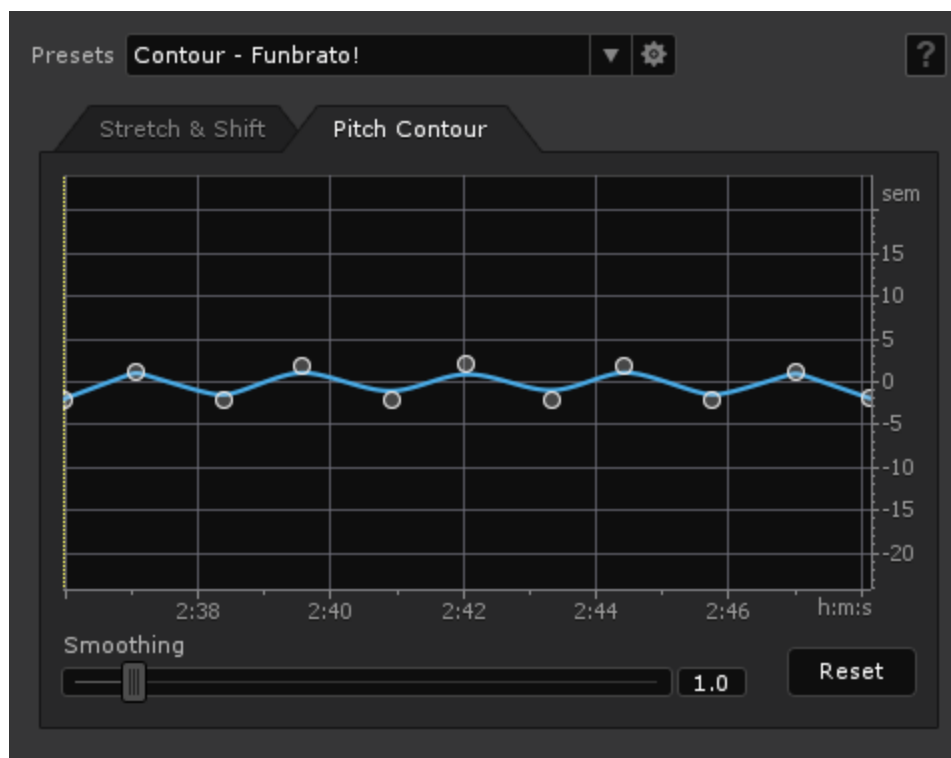 Presets Contour - Funbrato! ?
Stretch & Shift Pitch Contour
sem
15
10
5
0
-5
-10
-15
-20
2:38 2:40 2:42 2:44 2:46 h:m:s
Smoothing
1.0 Reset